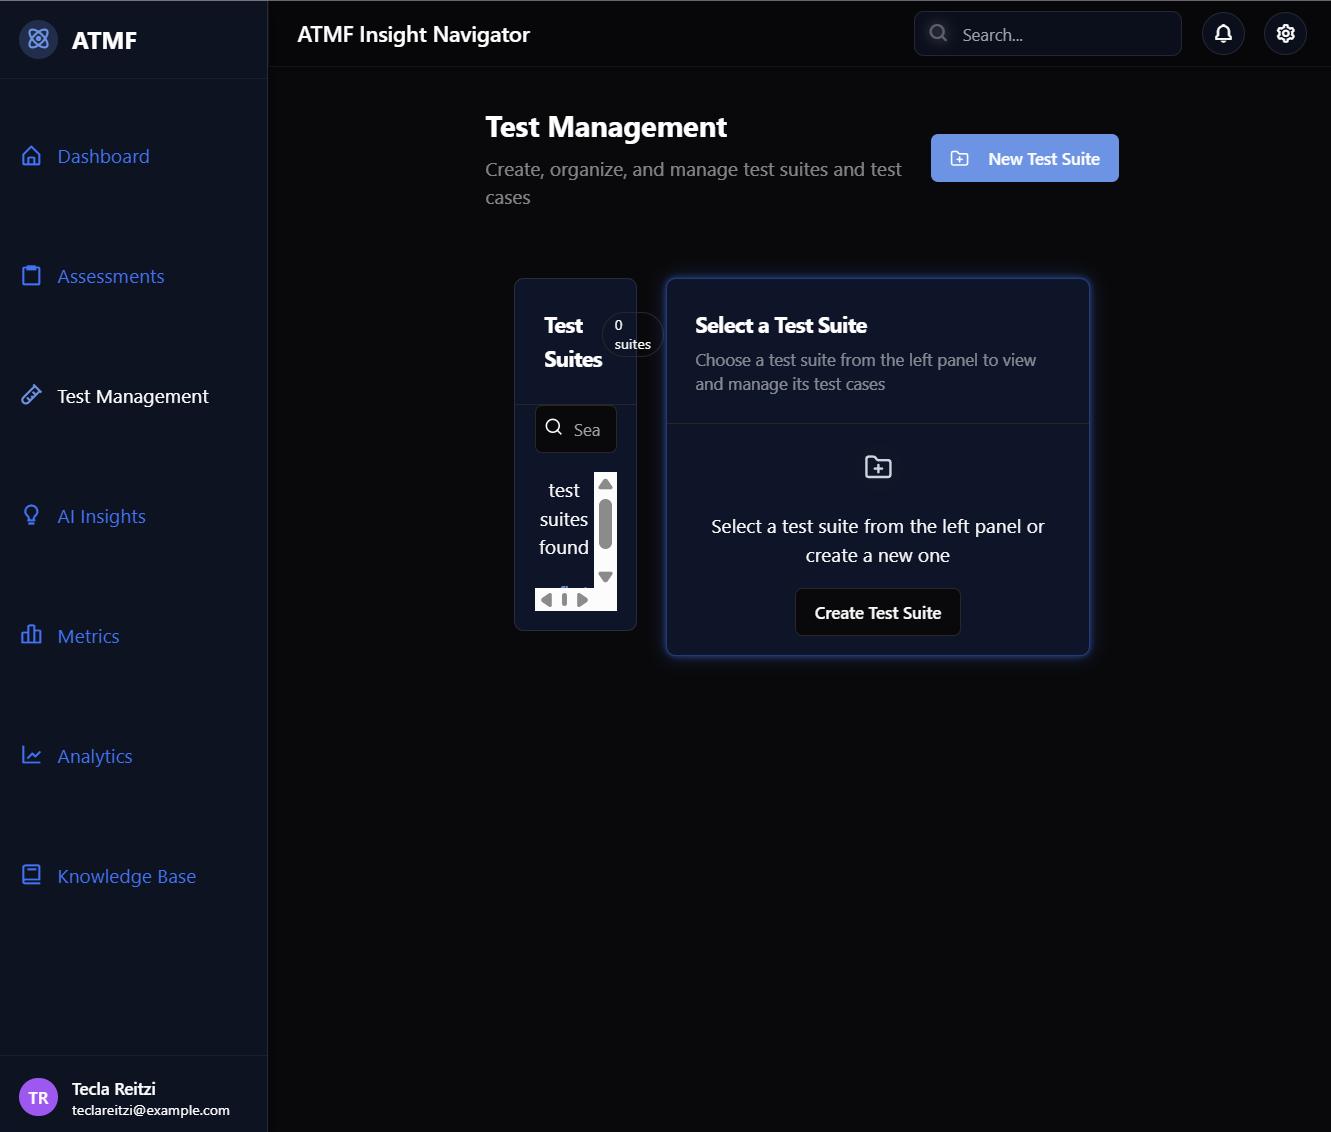 ATMF
Dashboard
Assessments
Test Management
AI Insights
Metrics
Analytics
Knowledge Base
TR
Tecla Reitzi
teclareitzi@example.com
ATMF Insight Navigator
Search...
Test Management
Create, organize, and manage test suites and test
cases
New Test Suite
Test
Suites
0
suites
Sea
test
suites
found
Select a Test Suite
Choose a test suite from the left panel to view
and manage its test cases
Select a test suite from the left panel or
create a new one
Create Test Suite